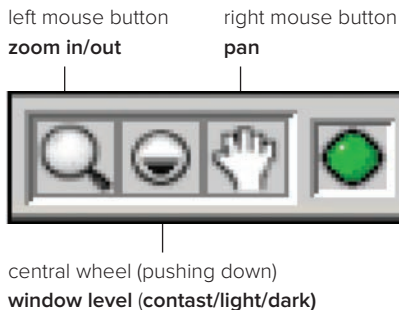 left mouse button
zoom in/out
right mouse button
pan
central wheel (pushing down)
window level (contast/light/dark)